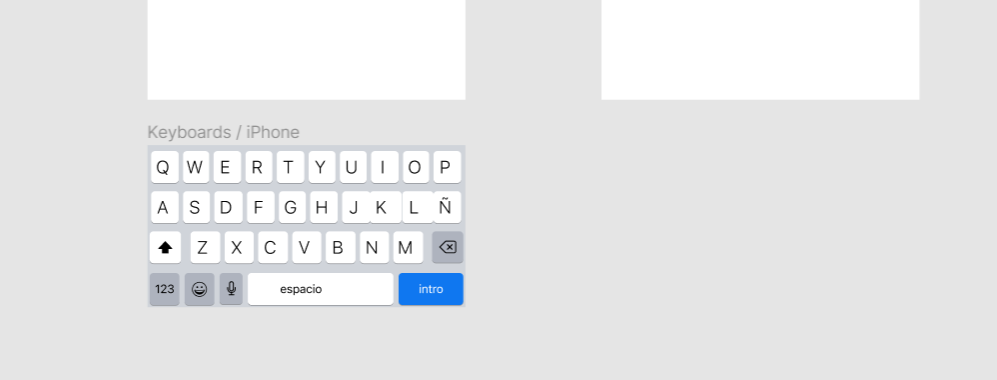 Keyboards / iPhone
Q W E R T Y U I O P
A S D F G H J K L Ñ
Z X C V B N M
123 espacio intro